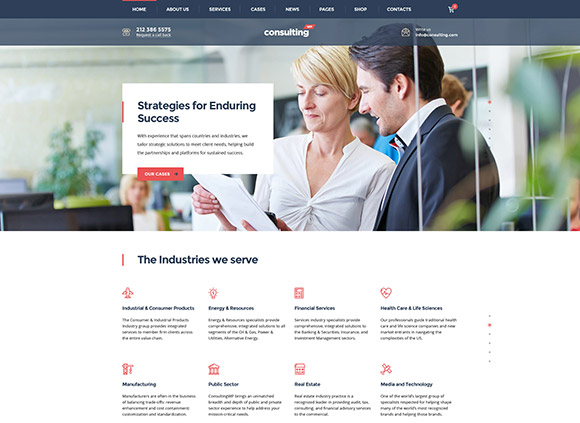 HOME ABOUT US SERVICES CASES NEWS PAGES SHOP CONTACTS
212 386 5575
Request a call back
consulting
Write us
info@consulting.com
Strategies for Enduring
Success
With experience that spans countries and industries, we
tailor strategic solutions to meet client needs, helping build
the partnerships and platforms for sustained success.
OUR CASES
The Industries we serve
Industrial & Consumer Products
The Consumer & Industrial Products
Industry group provides integrated
services to member firm clients across
the entire value chain.
Energy & Resources
Energy & Resources specialists provide
comprehensive, integrated solutions to all
segments of the Oil & Gas, Power &
Utilities, Alternative Energy.
Financial Services
Services industry specialists provide
comprehensive, integrated solutions to
the Banking & Securities, Insurance, and
Investment Management sectors.
Health Care & Life Sciences
Our professionals guide traditional health
care and life science companies and new
market entrants in navigating the
complexities of the US.
Manufacturing
Manufacturers are often in the business
of balancing trade-offs: revenue
enhancement and cost containment;
customization and standardization.
Public Sector
ConsultingWP brings an unmatched
breadth and depth of public and private
sector experience to help address your
mission-critical needs.
Real Estate
Real estate industry practice is a
recognized leader in providing audit, tax,
consulting, and financial advisory services
to the commercial.
Media and Technology
One of the world's largest group of
specialists respected for helping shape
many of the world's most recognized
brands and helping those brands.